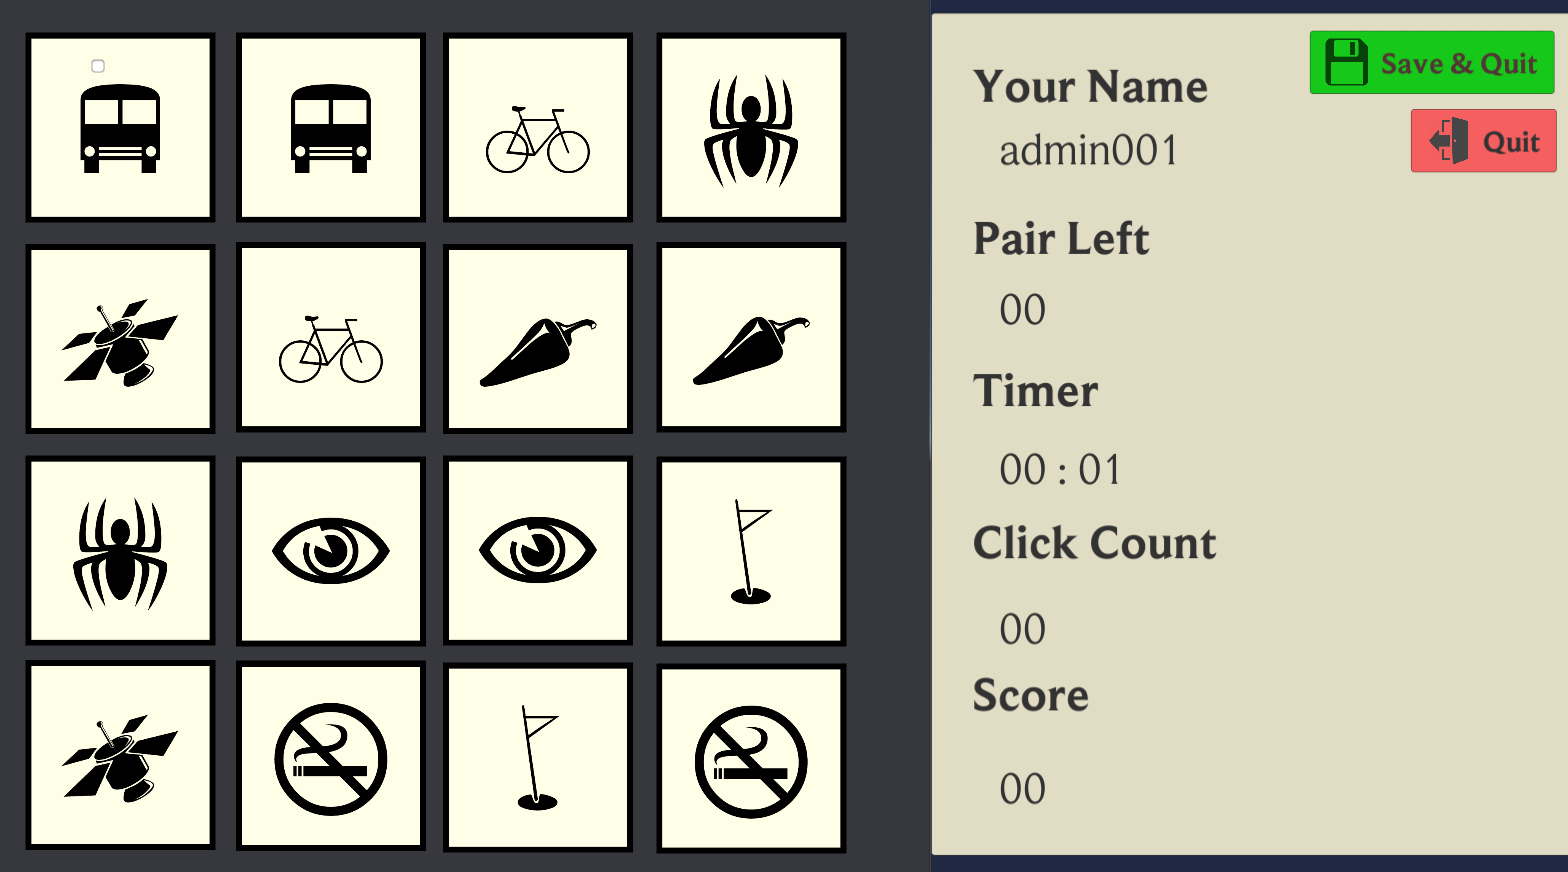 Save & Quit
Your Name
Quit
admin001
Pair Left
00
Timer
00 : 01
Click Count
00
Score
00